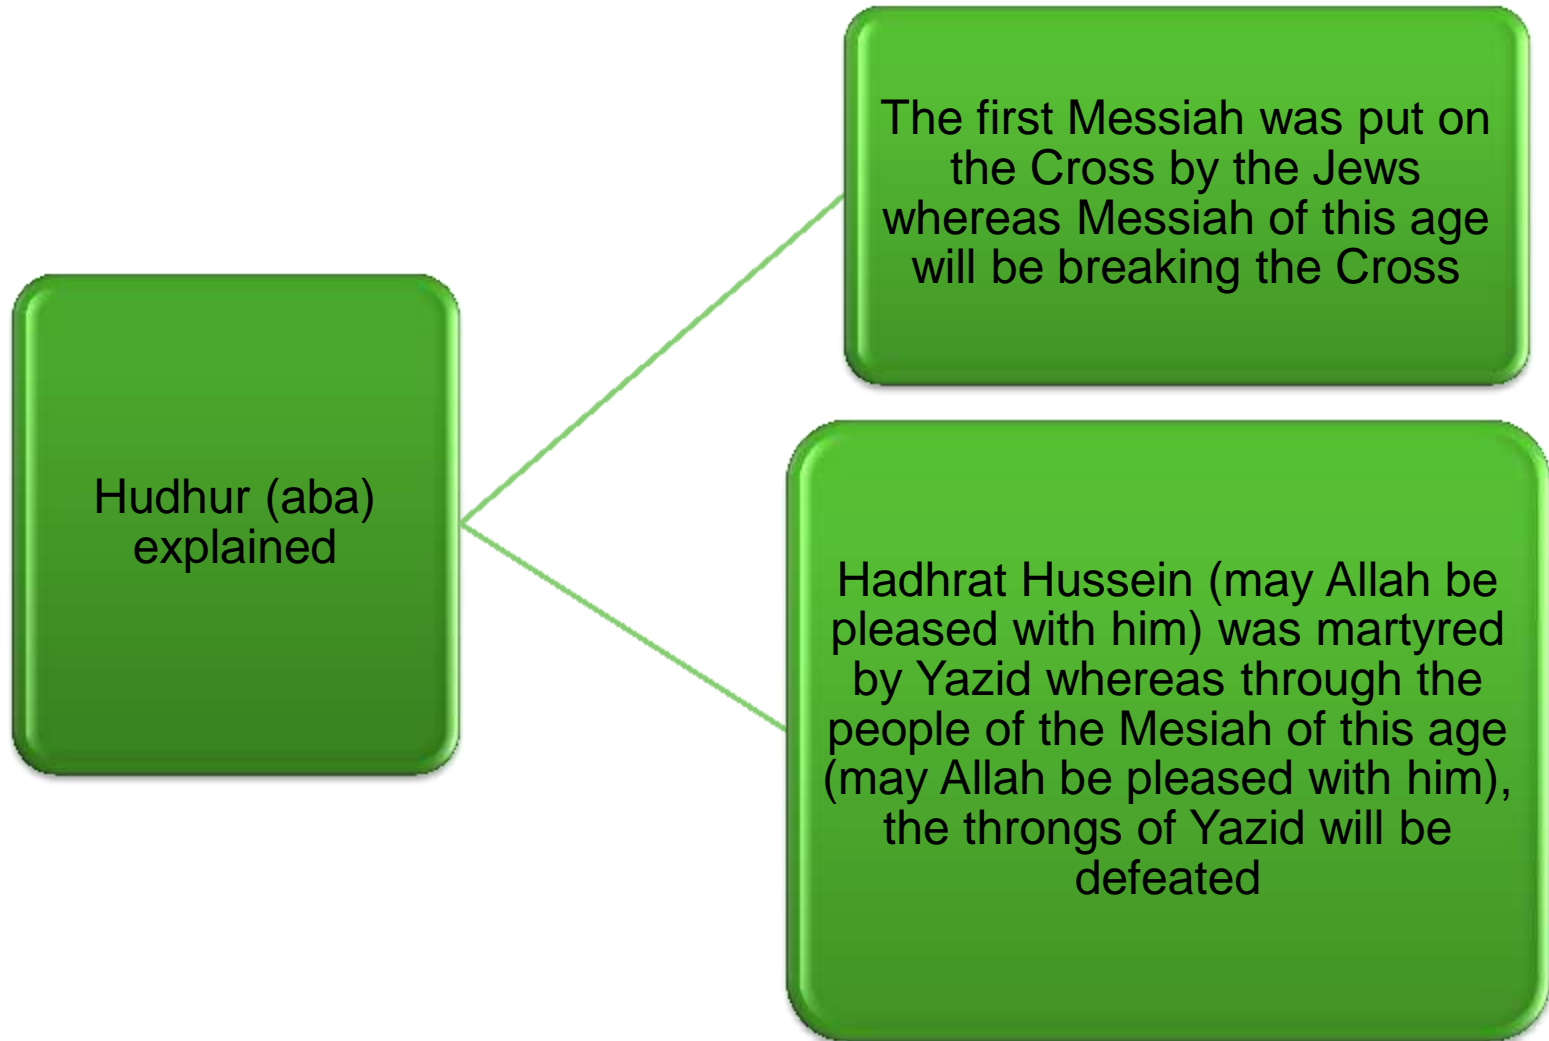 Hudhur (aba)
explained
The first Messiah was put on
the Cross by the Jews
whereas Messiah of this age
will be breaking the Cross
Hadhrat Hussein (may Allah be
pleased with him) was martyred
by Yazid whereas through the
people of the Mesiah of this age
(may Allah be pleased with him),
the throngs of Yazid will be
defeated